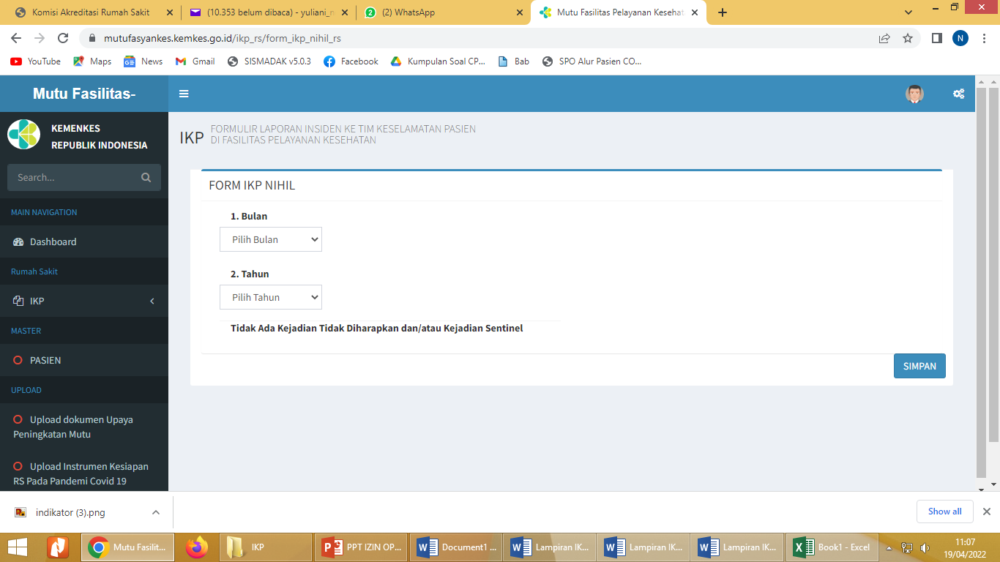 Komisi Akreditasi Rumah Sakit
(10.353 belum dibaca) - yuliani_n
(2) WhatsApp
Mutu Fasilitas Pelayanan Kesehat
mutufasyankes.kemkes.go.id/ikp_rs/form_ikp_nihil_rs
N
YouTube
Maps
News
Gmail
SISMADAK v5.0.3
Facebook
Kumpulan Soal CP...
Bab
SPO Alur Pasien CO...
Mutu Fasilitas-
KEMENKES
REPUBLIK INDONESIA
Search...
MAIN NAVIGATION
Dashboard
Rumah Sakit
IKP
MASTER
PASIEN
UPLOAD
Upload dokumen Upaya
Peningkatan Mutu
Upload Instrumen Kesiapan
RS Pada Pandemi Covid 19
IKP
FORMULIR LAPORAN INSIDEN KE TIM KESELAMATAN PASIEN
DI FASILITAS PELAYANAN KESEHATAN
FORM IKP NIHIL
1. Bulan
Pilih Bulan
2. Tahun
Pilih Tahun
Tidak Ada Kejadian Tidak Diharapkan dan/atau Kejadian Sentinel
SIMPAN
indikator (3).png
Show all
Mutu Fasilit...
IKP
PPT IZIN OP...
Document1 ...
Lampiran IK...
Lampiran IK...
Lampiran IK...
Book1 - Excel
11:07
19/04/2022